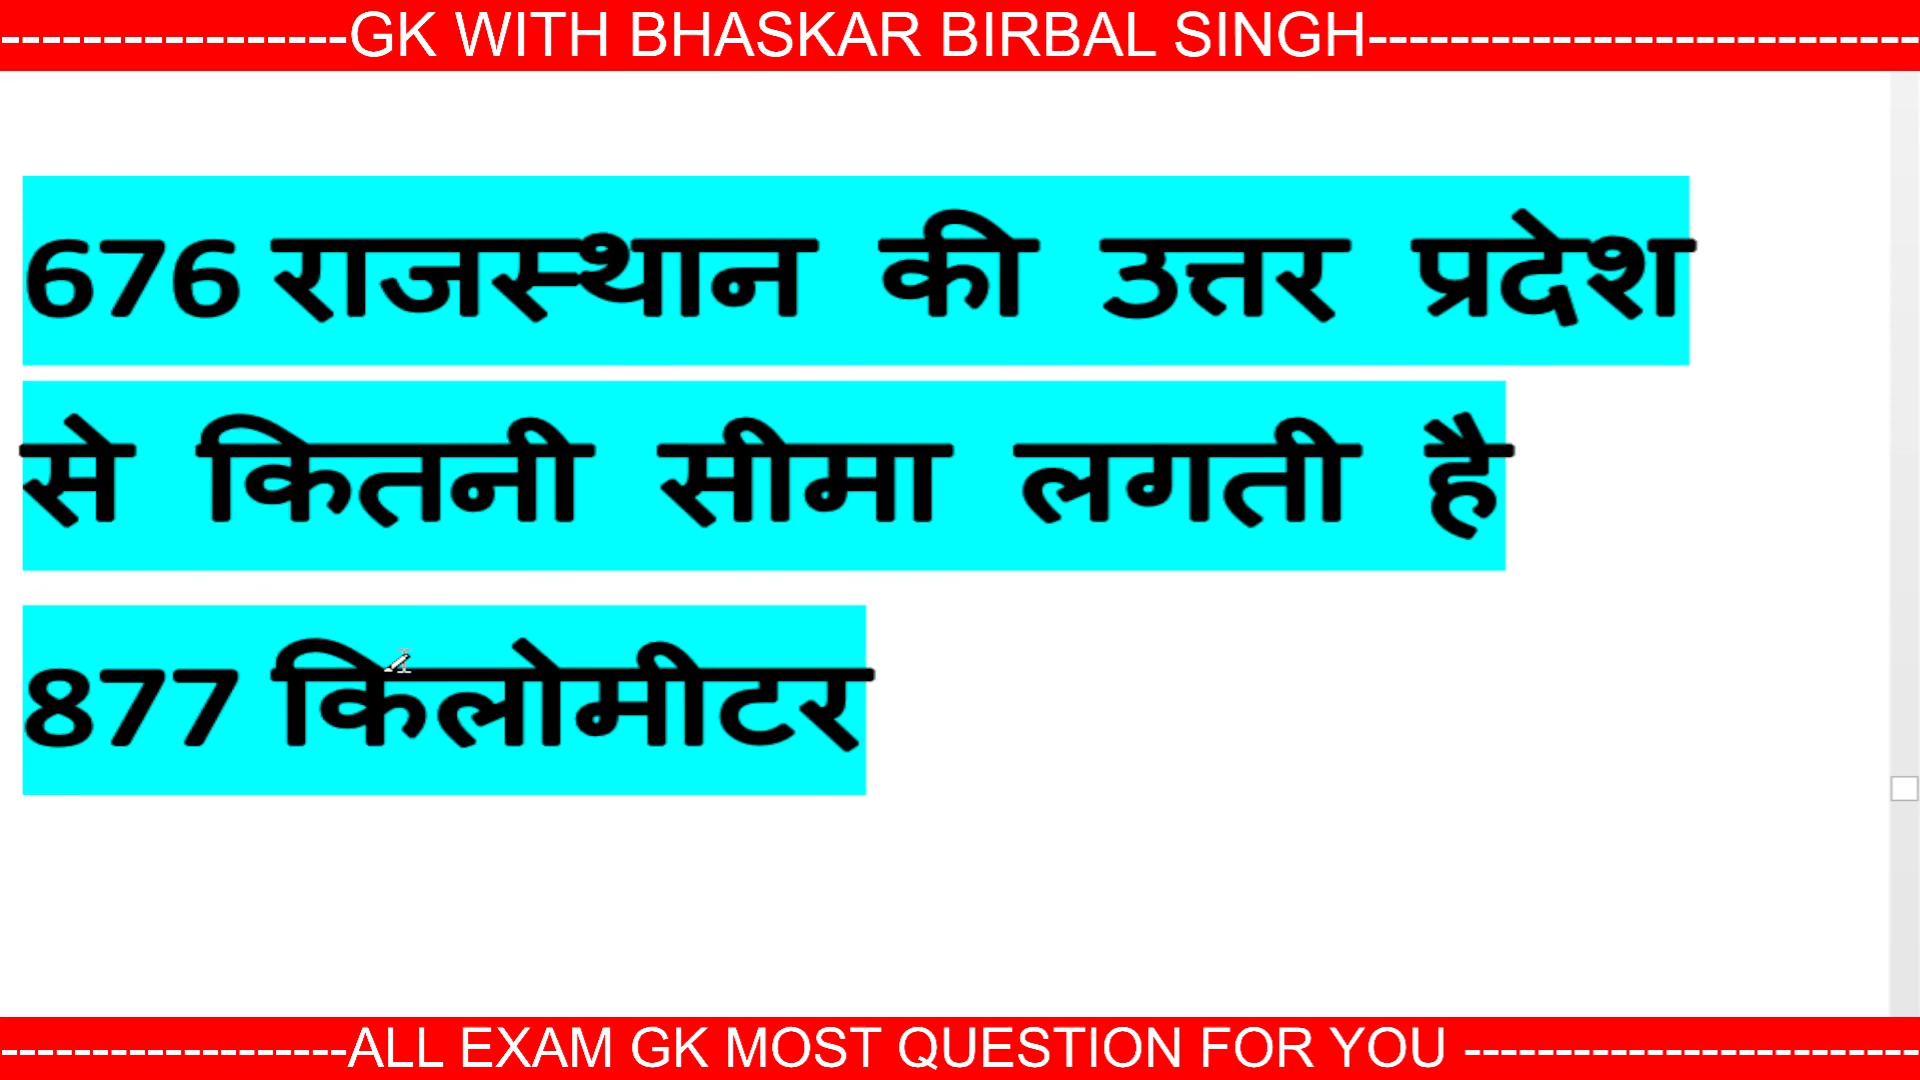 -----------------GK WITH BHASKAR BIRBAL SINGH---------------------------
676 राजस्थान की उत्तर प्रदेश
से कितनी सीमा लगती है
877 किलोमीटर
-------------------ALL EXAM GK MOST QUESTION FOR YOU -------------------------